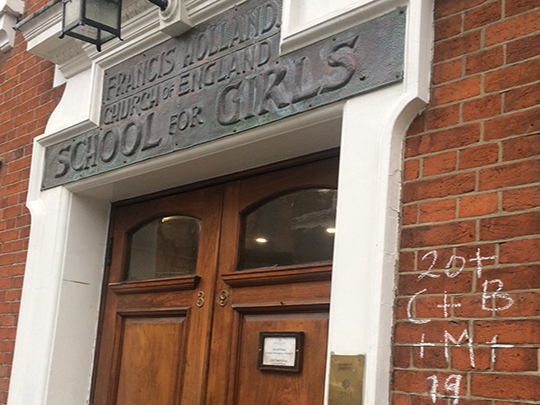 FRANCIS HOLLAND
CHURCH OF ENGLAND
SCHOOL FOR GIRLS
39
20 +
C + B
+ M +
19